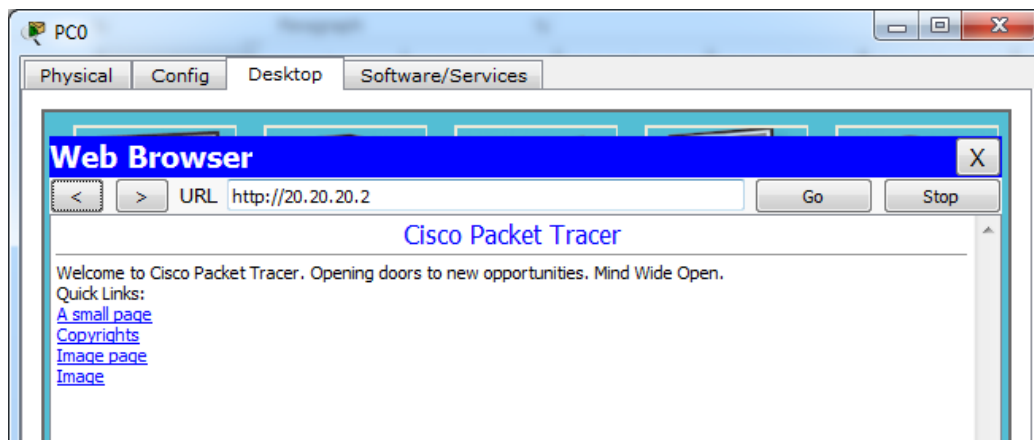 PC0
Physical Config Desktop Software/Services
Web Browser X
< > URL http://20.20.20.2 Go Stop
Cisco Packet Tracer
Welcome to Cisco Packet Tracer. Opening doors to new opportunities. Mind Wide Open.
Quick Links:
A small page
Copyrights
Image page
Image